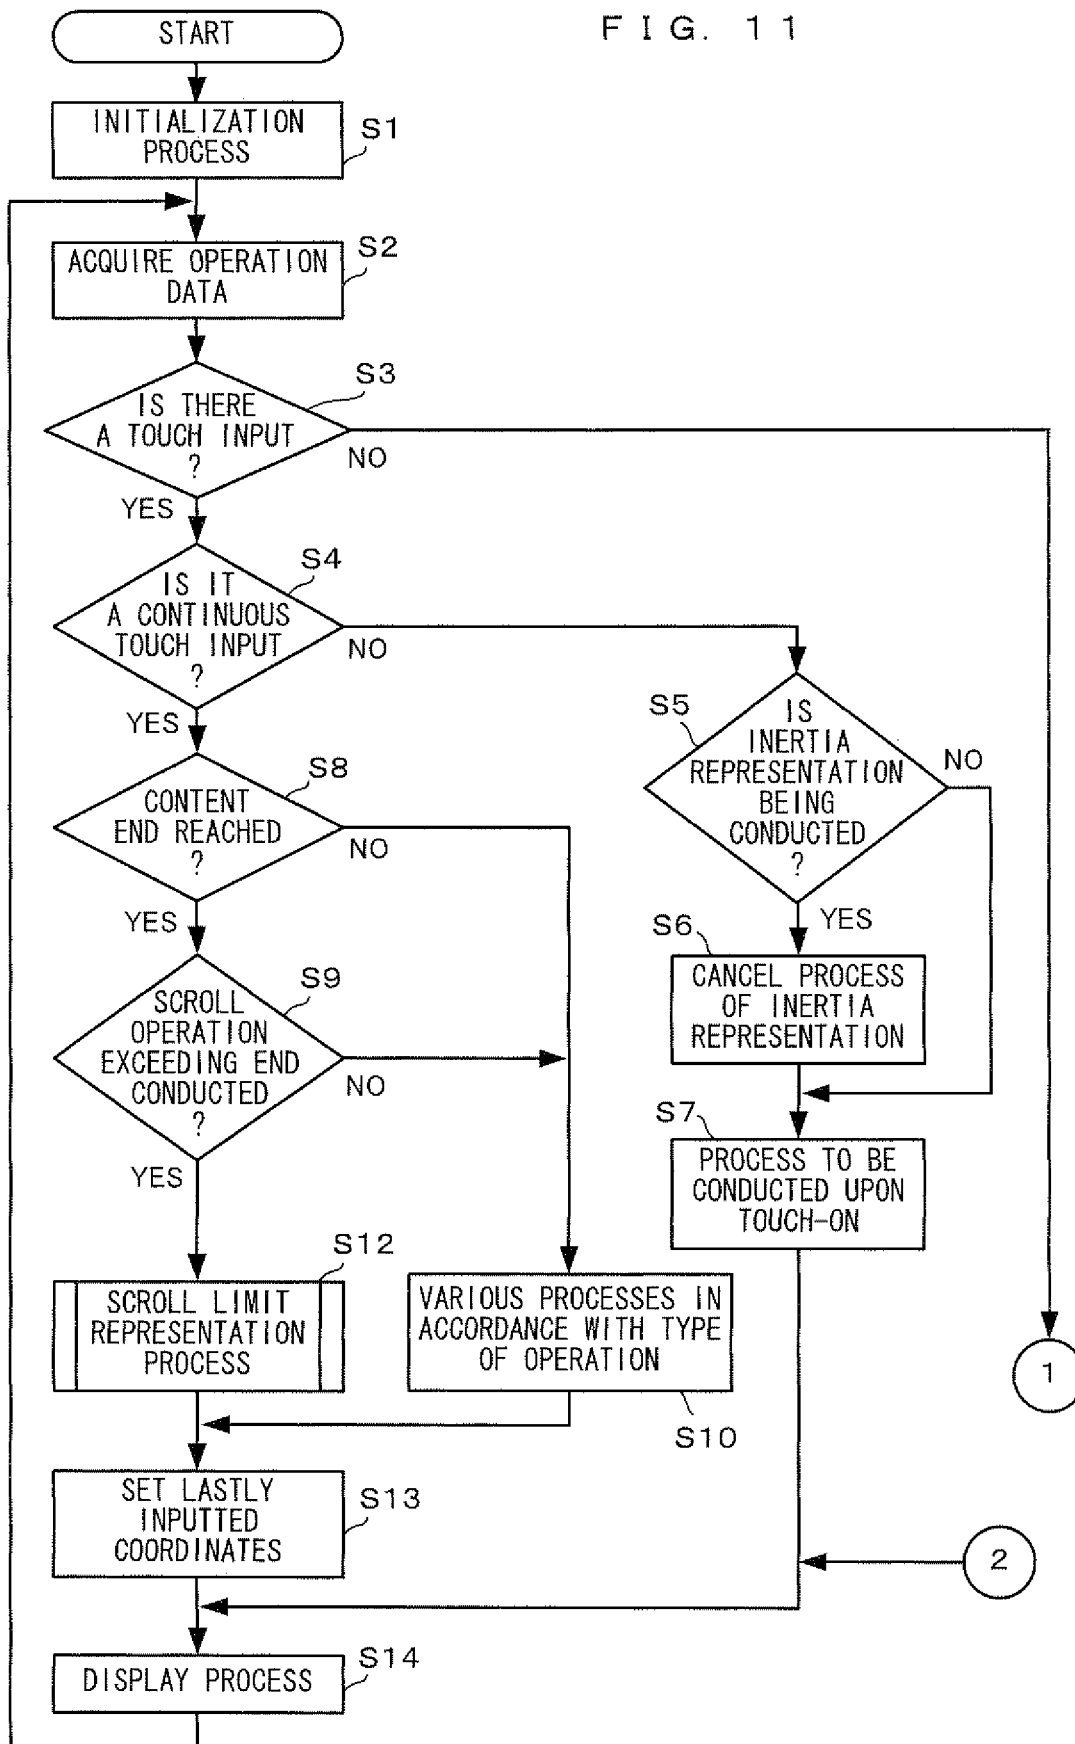 FIG. 11
START
INITIALIZATION
PROCESS
S1
ACQUIRE OPERATION
DATA
S2
IS THERE
A TOUCH INPUT
?
S3
NO
YES
IS IT
A CONTINUOUS
TOUCH INPUT
?
S4
NO
YES
IS
INERTIA
REPRESENTATION
BEING
CONDUCTED
?
S5
NO
YES
CONTENT
END REACHED
?
S8
NO
YES
S6
CANCEL PROCESS
OF INERTIA
REPRESENTATION
SCROLL
OPERATION
EXCEEDING END
CONDUCTED
?
S9
NO
YES
S7
PROCESS TO BE
CONDUCTED UPON
TOUCH-ON
S12
SCROLL LIMIT
REPRESENTATION
PROCESS
VARIOUS PROCESSES IN
ACCORDANCE WITH TYPE
OF OPERATION
S10
1
SET LASTLY
INPUTTED
COORDINATES
S13
2
DISPLAY PROCESS
S14